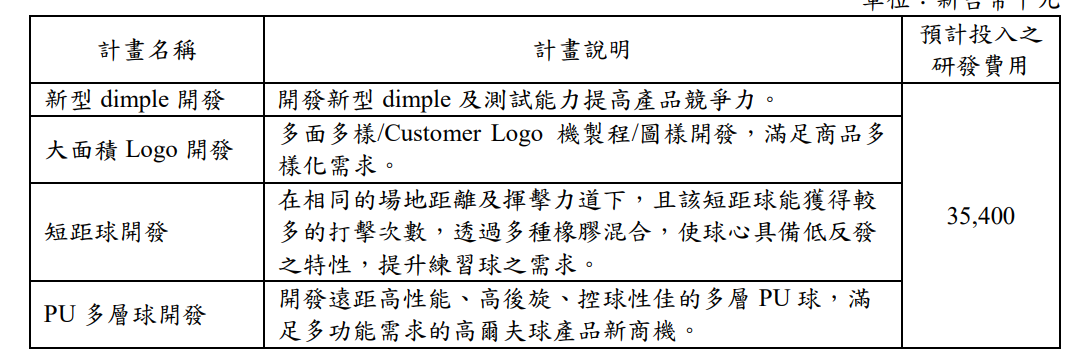 單位：新台幣千元
計畫名稱
計畫說明
預計投入之
研發費用
新型 dimple 開發
開發新型 dimple 及測試能力提高產品競爭力。
大面積 Logo 開發
多面多樣/Customer Logo 機製程/圖樣開發，滿足商品多
樣化需求。
短距球開發
在相同的場地距離及揮擊力道下，且該短距球能獲得較
多的打擊次數，透過多種橡膠混合，使球心具備低反發
之特性，提升練習球之需求。
35,400
PU 多層球開發
開發遠距高性能、高後旋、控球性佳的多層 PU 球，滿
足多功能需求的高爾夫球產品新商機。